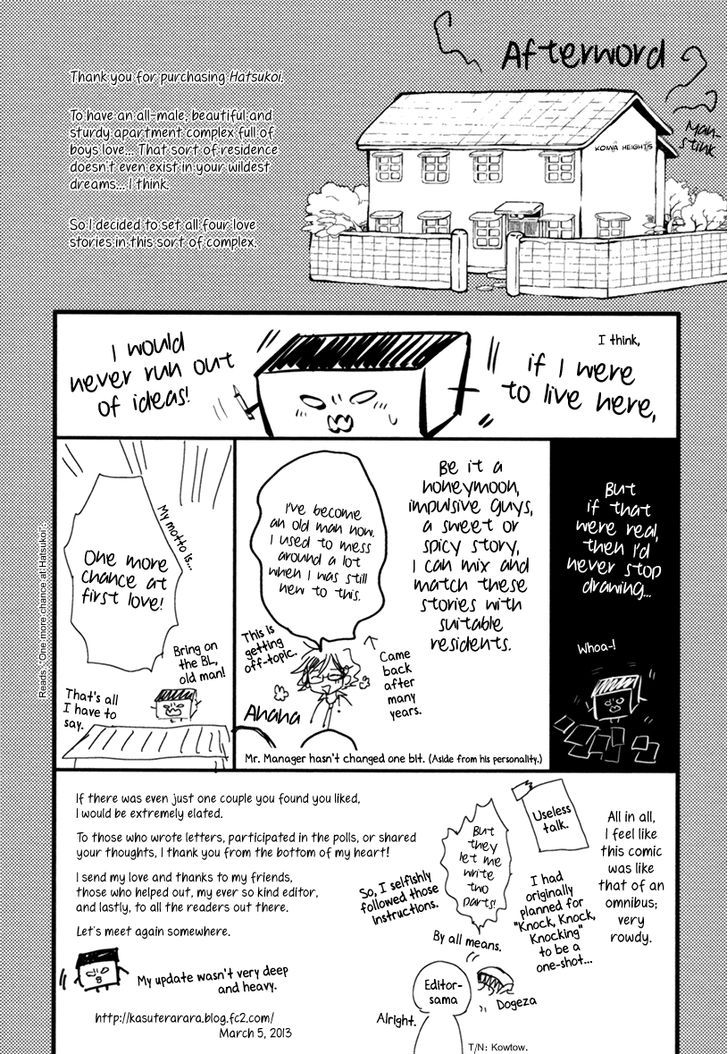 Afterword
Thank you for purchasing Hatsukoi.
To have an all-male, beautiful and
sturdy apartment complex full of
boys love... That sort of residence
doesn't even exist in your wildest
dreams... I think.
So I decided to set all four love
stories in this sort of complex.
KONYA HEIGHTS
Man-
stink
I think,
if I were
to live here,
I would
never run out
of ideas!
But
if that
were real,
then I'd
never stop
drawing...
Whoa-!
Be it a
honeymoon,
impulsive guys,
a sweet or
spicy story,
I can mix and
match these
stories with
suitable
residents.
I've become
an old man now.
I used to mess
around a lot
when I was still
new to this.
Came
back
after
many
years.
This is
getting
off-topic.
Ahaha
Mr. Manager hasn't changed one bit. (Aside from his personality.)
My motto is...
One more
chance at
first love!
Bring on
the BL,
old man!
That's all
I have to
say.
Reads, "One more chance at Hatsukoi".
All in all,
I feel like
this comic
was like
that of an
omnibus;
very
rowdy.
Useless
talk.
I had
originally
planned for
"Knock, Knock,
Knocking"
to be a
one-shot...
But
they
let me
write
two
parts!
So, I selfishly
followed those
instructions.
By all means.
Editor-
sama
Dogeza
Alright.
T/N: Kowtow.
If there was even just one couple you found you liked,
I would be extremely elated.
To those who wrote letters, participated in the polls, or shared
your thoughts, I thank you from the bottom of my heart!
I send my love and thanks to my friends,
those who helped out, my ever so kind editor,
and lastly, to all the readers out there.
Let's meet again somewhere.
My update wasn't very deep
and heavy.
http://kasuterarara.blog.fc2.com/
March 5, 2013